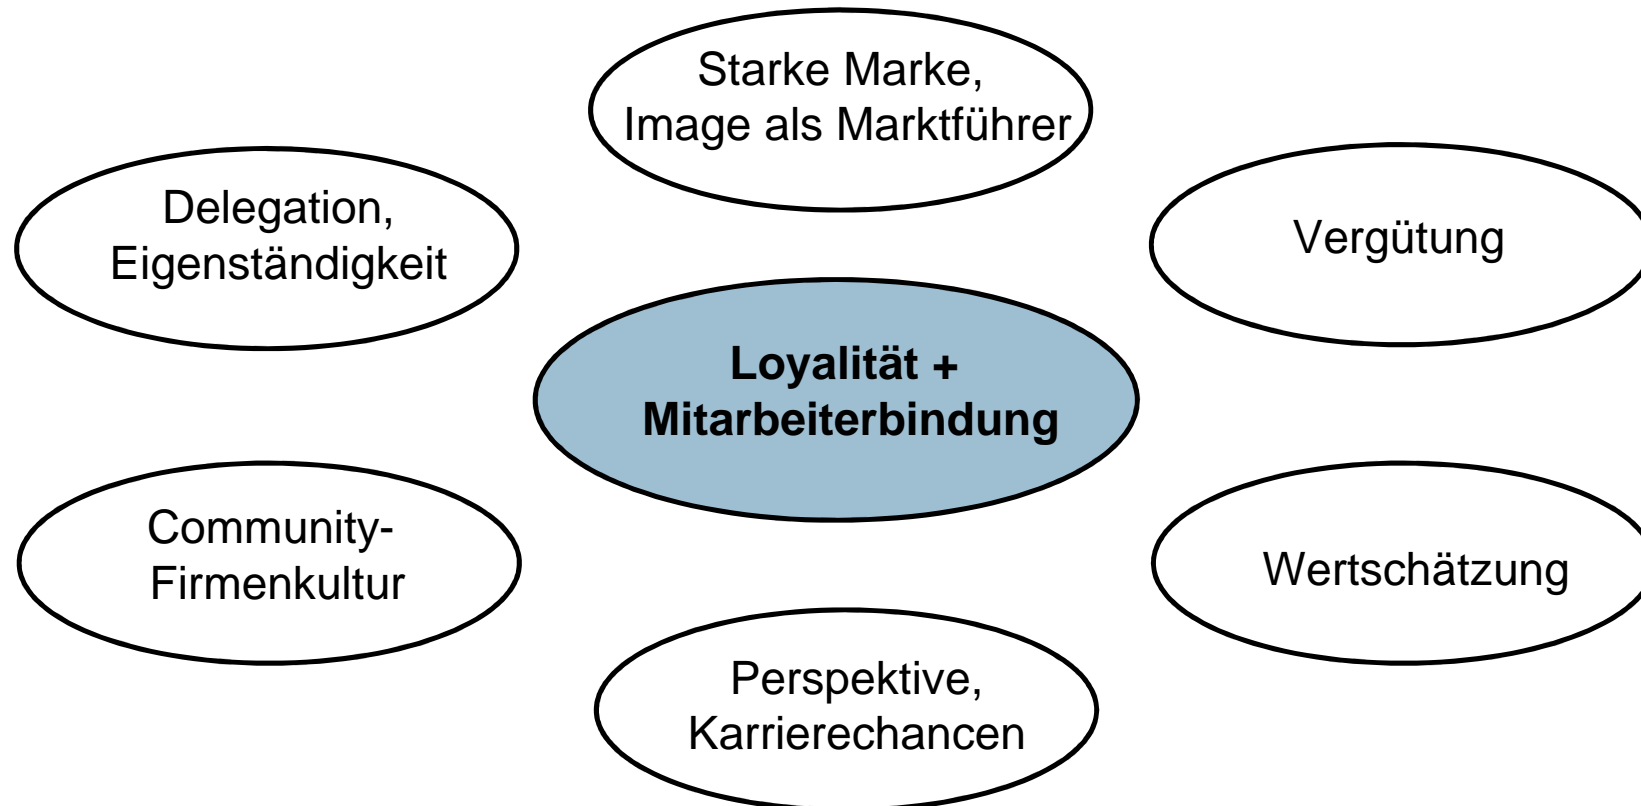 Starke Marke,
Image als Marktführer
Delegation,
Eigenständigkeit
Vergütung
Loyalität +
Mitarbeiterbindung
Community-
Firmenkultur
Wertschätzung
Perspektive,
Karrierechancen